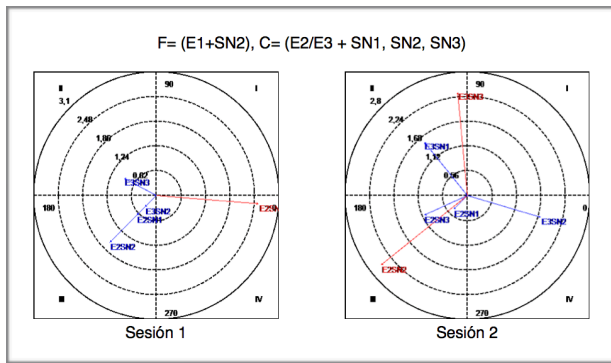 F= (E1+SN2), C= (E2/E3 + SN1, SN2, SN3)
90
II
I
3,1
2,48
1,86
1,24
0,62
E3SN3
180
0
E3SN2
E2SN4
E2SN2
III
IV
270
Sesión 1
90
II
I
2,8
E3SN3
2,24
1,68
E3SN1
1,12
0,56
180
0
E2SN1
E2SN3
E3SN2
E2SN2
III
IV
270
Sesión 2